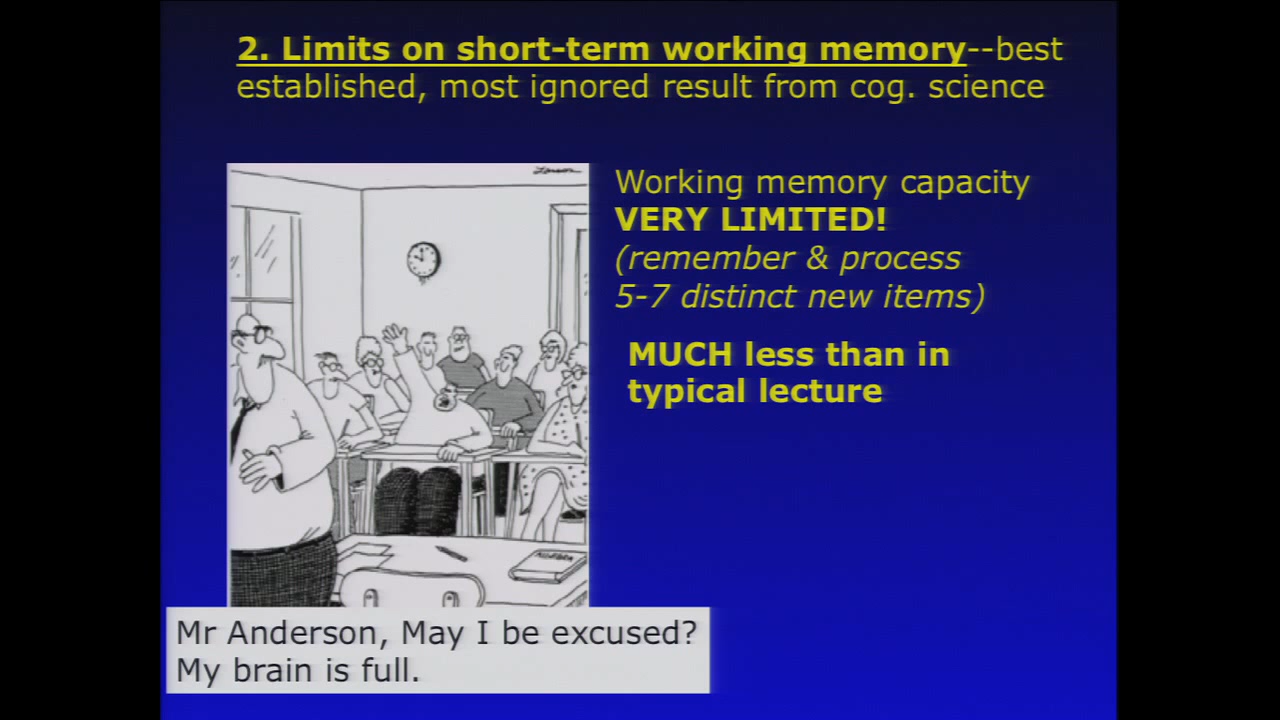 2. Limits on short-term working memory--best
established, most ignored result from cog. science
Larson
Working memory capacity
VERY LIMITED!
(remember & process
5-7 distinct new items)
MUCH less than in
typical lecture
ALGEBRA
Mr Anderson, May I be excused?
My brain is full.